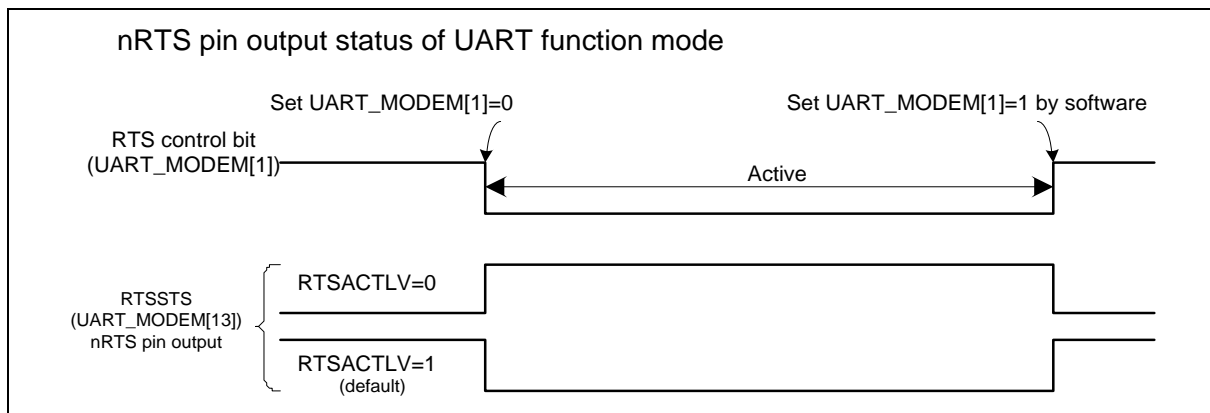 nRTS pin output status of UART function mode
Set UART_MODEM[1]=0
Set UART_MODEM[1]=1 by software
RTS control bit
(UART_MODEM[1])
Active
RTSACTLV=0
RTSSTS
(UART_MODEM[13])
nRTS pin output
RTSACTLV=1
(default)